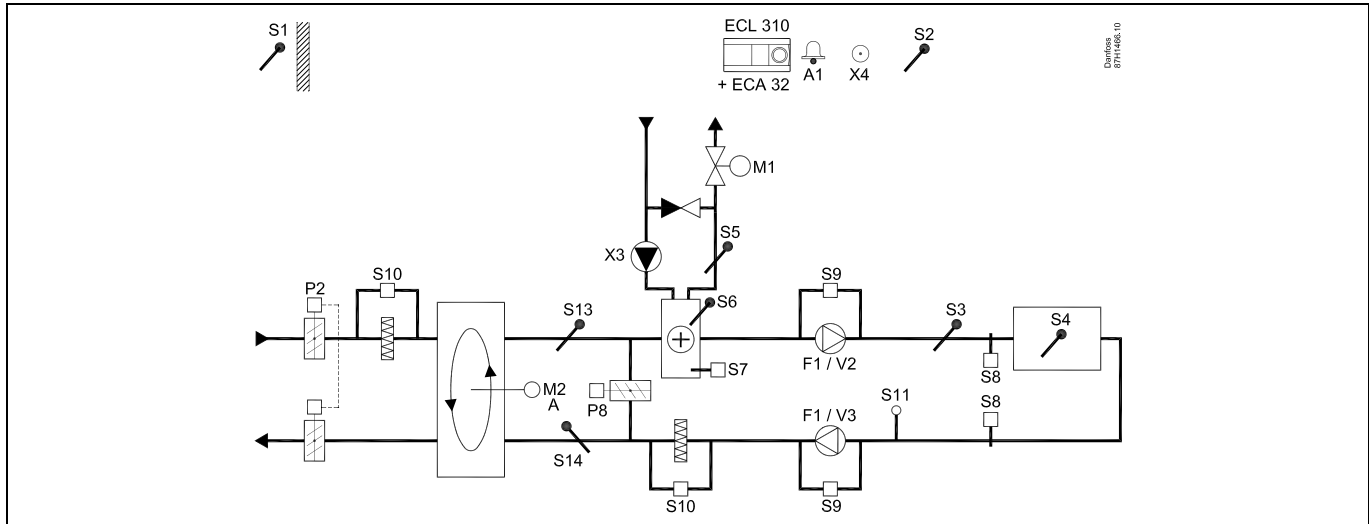 S1
ECL 310
+ ECA 32
A1
X4
S2
Danfoss
87H1466.10
M1
S5
X3
P2
S10
S13
S6
S9
S3
S4
S7
F1 / V2
S8
M2
A
P8
F1 / V3
S11
S8
S14
S10
S9